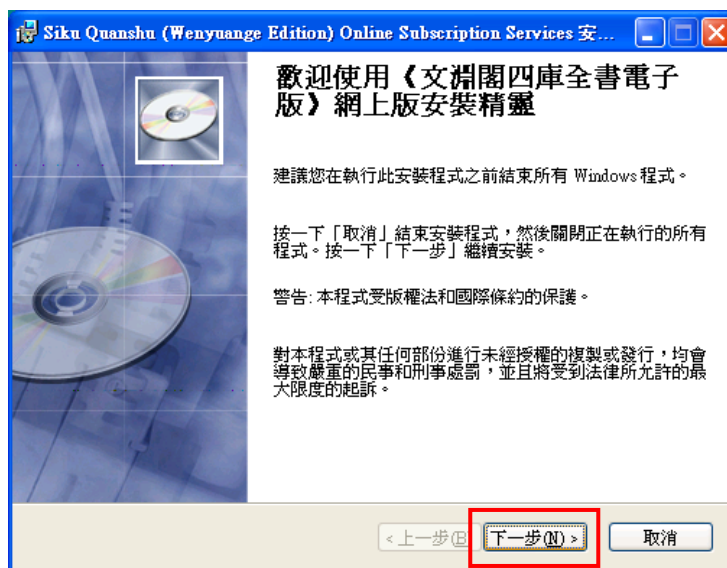 Siku Quanshu (Wenyuange Edition) Online Subscription Services 安...
歡迎使用《文淵閣四庫全書電子
版》網上版安裝精靈
建議您在執行此安裝程式之前結束所有 Windows 程式。
按一下「取消」結束安裝程式，然後關閉正在執行的所有
程式。按一下「下一步」繼續安裝。
警告: 本程式受版權法和國際條約的保護。
對本程式或其任何部份進行未經授權的複製或發行，均會
導致嚴重的民事和刑事處罰，並且將受到法律所允許的最
大限度的起訴。
<上一步(B 下一步(N) > 取消